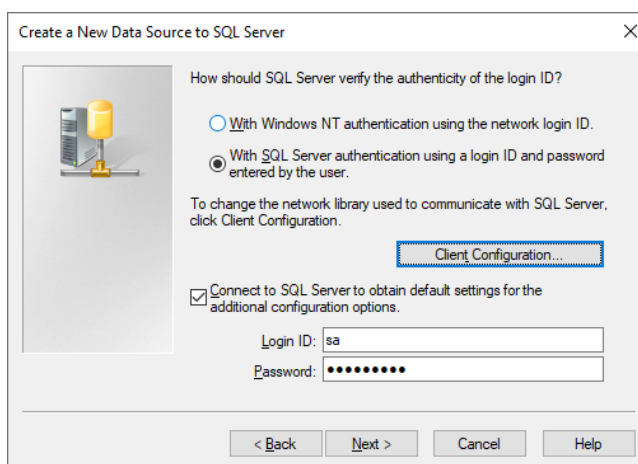 Create a New Data Source to SQL Server
How should SQL Server verify the authenticity of the login ID?
With Windows NT authentication using the network login ID.
With SQL Server authentication using a login ID and password
entered by the user.
To change the network library used to communicate with SQL Server,
click Client Configuration.
Client Configuration...
Connect to SQL Server to obtain default settings for the
additional configuration options.
Login ID: sa
Password: •••••••••
< Back Next > Cancel Help